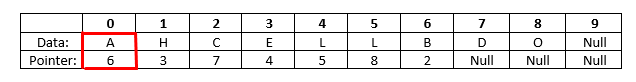 0 1 2 3 4 5 6 7 8 9
Data: A H C E L L B D O Null
Pointer: 6 3 7 4 5 8 2 Null Null Null